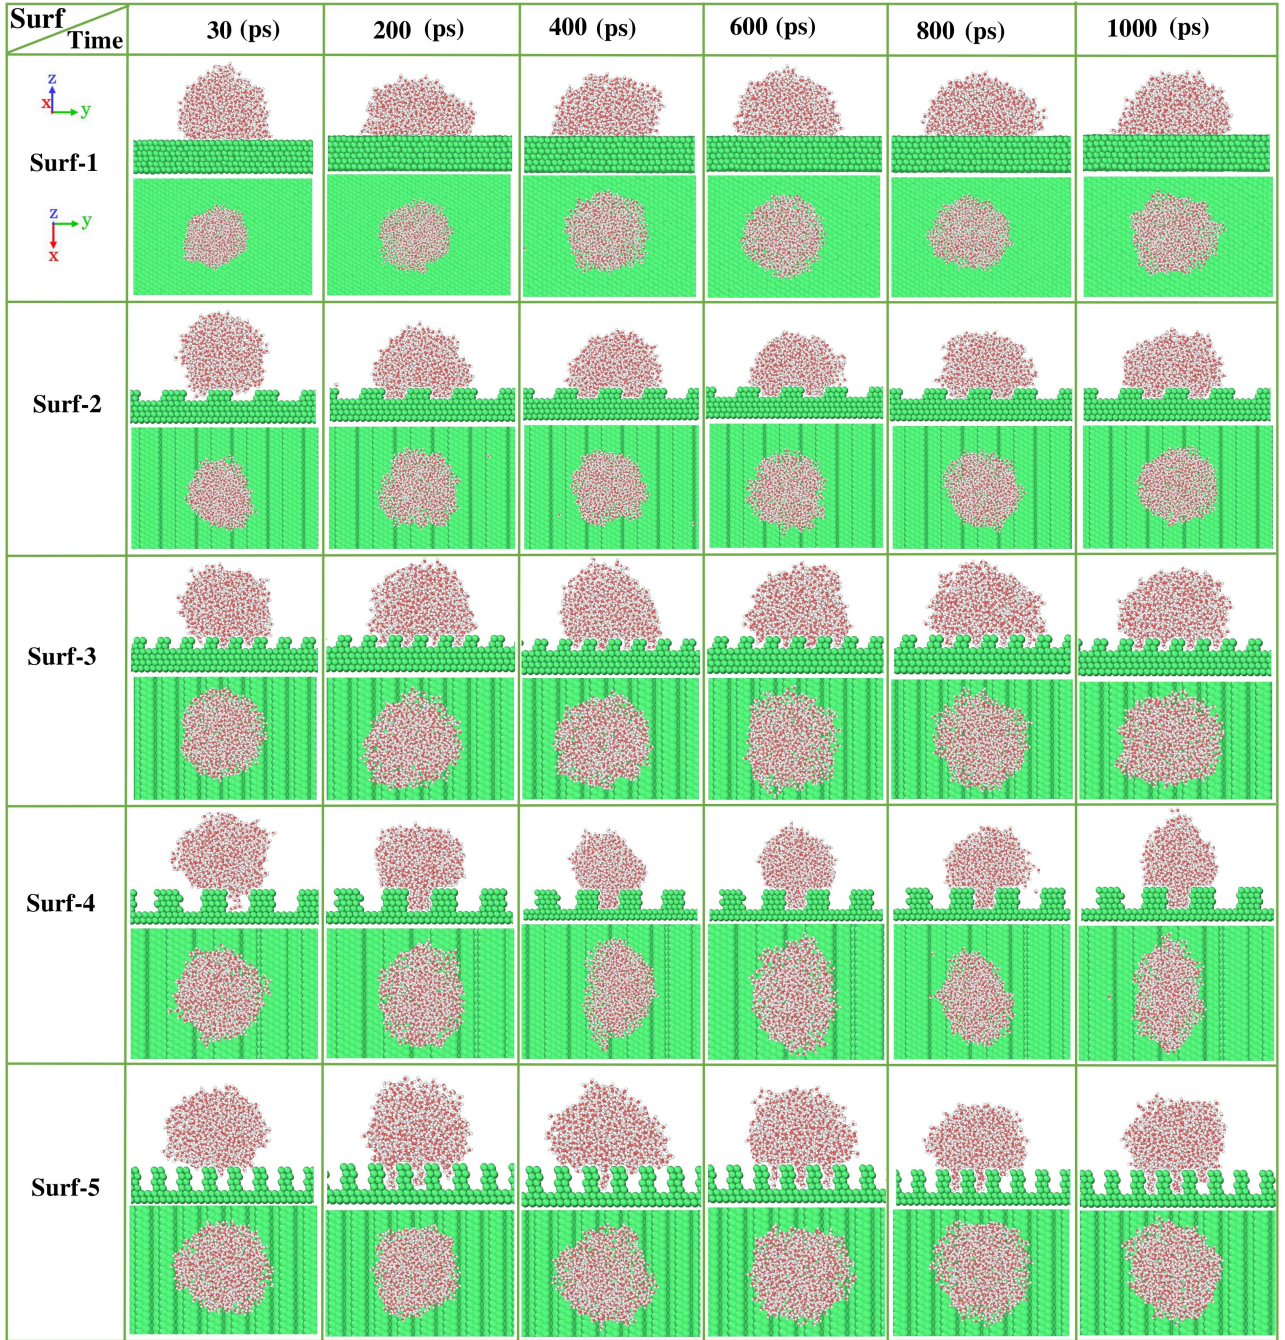 Surf
Time
30 (ps)
200 (ps)
400 (ps)
600 (ps)
800 (ps)
1000 (ps)
z
x
y
Surf-1
z
y
x
Surf-2
Surf-3
Surf-4
Surf-5